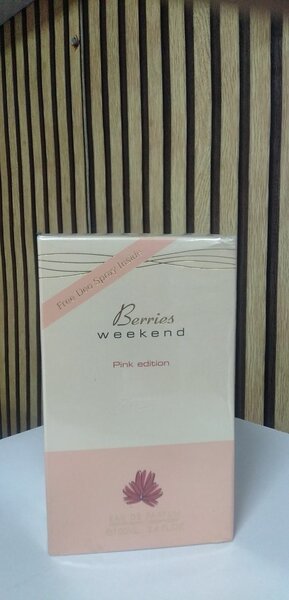 Free Deo Spray Inside
Berries
weekend
Pink edition
EAU DE PARFUM